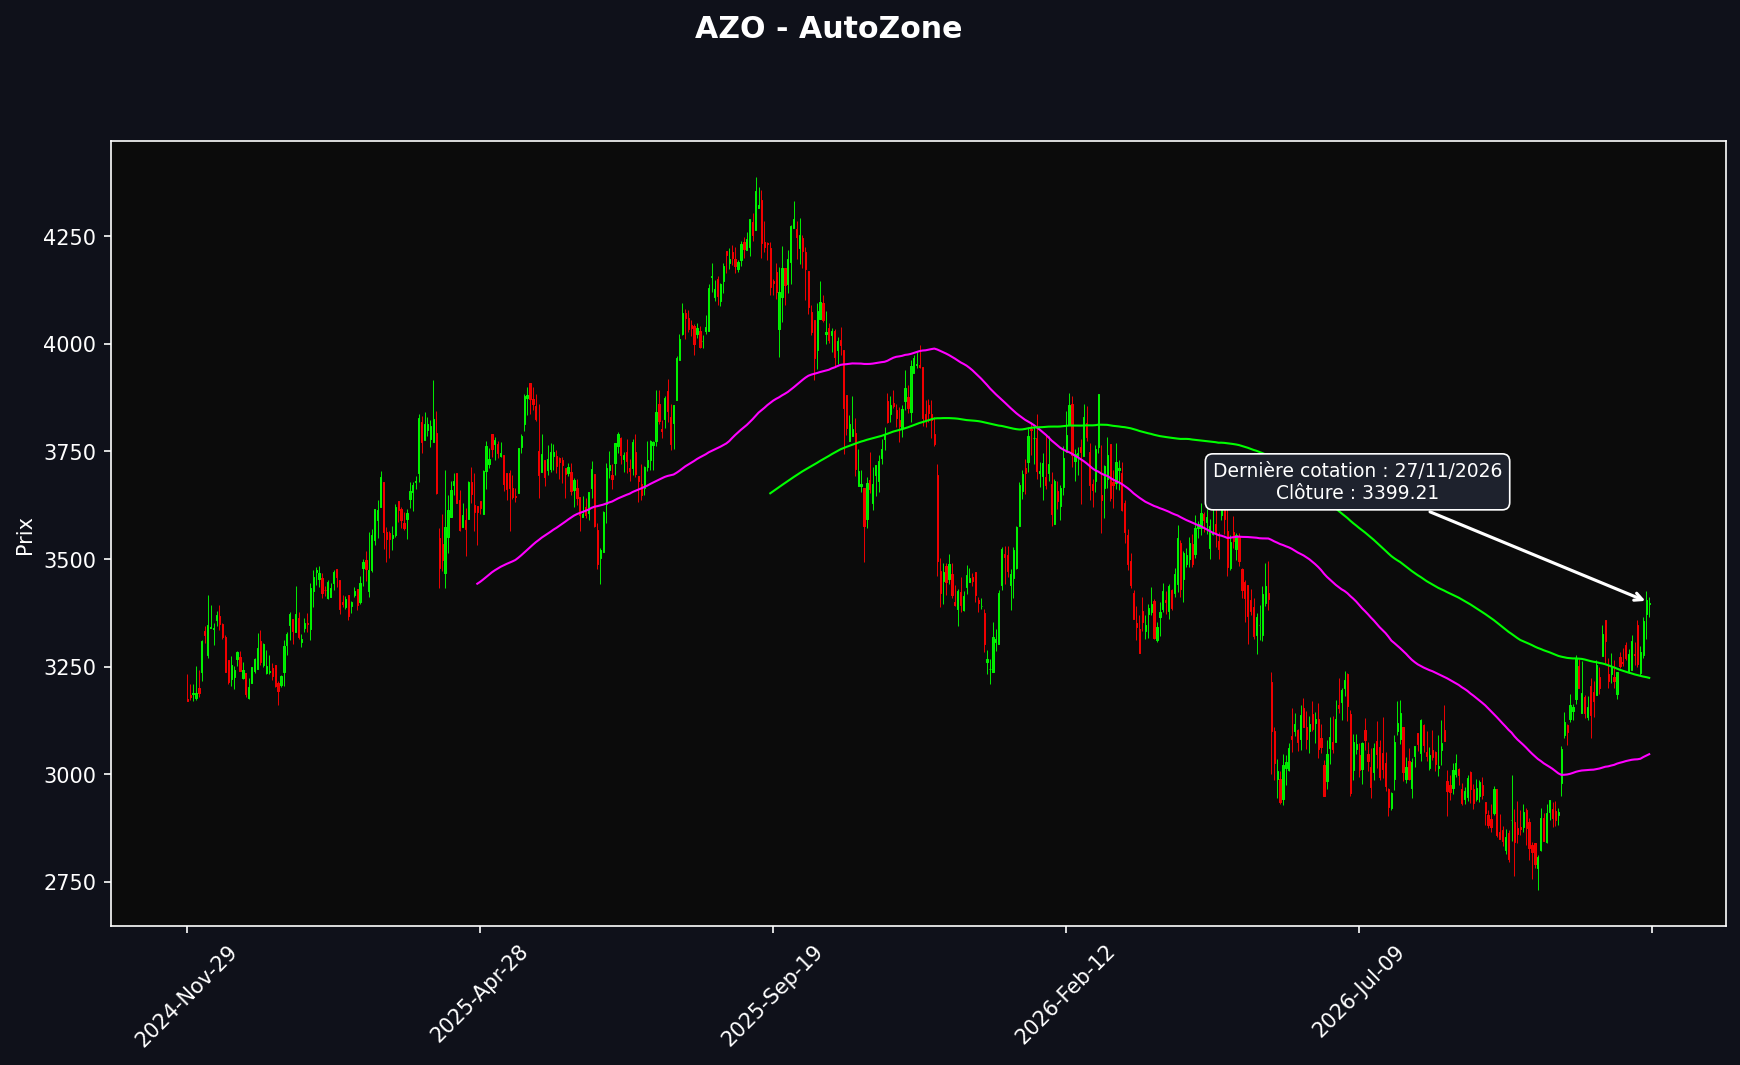 AZO - AutoZone
Prix
4250
4000
3750
3500
3250
3000
2750
Dernière cotation : 27/11/2026
Clôture : 3399.21
2024-Nov-29
2025-Apr-28
2025-Sep-19
2026-Feb-12
2026-Jul-09